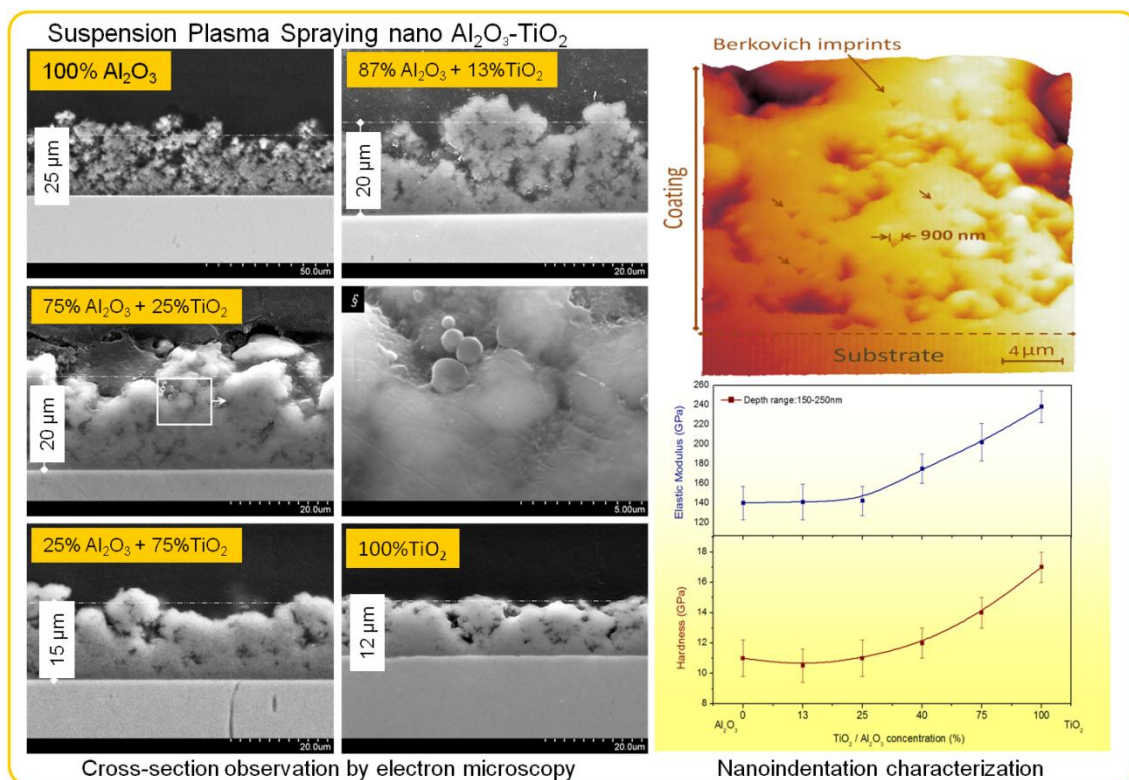 Suspension Plasma Spraying nano Al₂O₃-TiO₂
100% Al₂O₃
25 µm
50.0um
87% Al₂O₃ + 13%TiO₂
20 µm
20.0um
75% Al₂O₃ + 25%TiO₂
20 µm
§
20.0um
§
5.00um
25% Al₂O₃ + 75%TiO₂
15 µm
20.0um
100%TiO₂
12 µm
20.0um
Cross-section observation by electron microscopy
Berkovich imprints
Coating
900 nm
Substrate
4µm
Depth range:150-250nm
Elastic Modulus (GPa)
260
240
220
200
180
160
140
120
Hardness (GPa)
18
16
14
12
10
8
0 13 25 40 75 100
Al₂O₃ TiO₂
TiO₂ / Al₂O₃ concentration (%)
Nanoindentation characterization